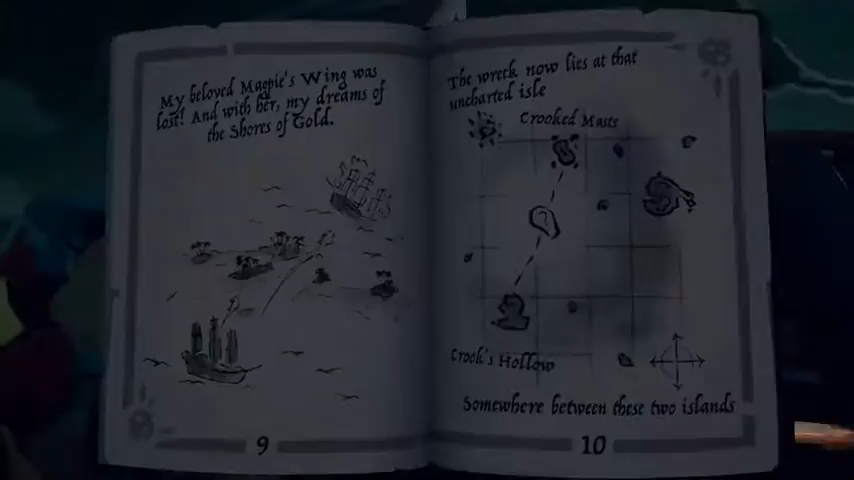 My beloved Magpie's Wing was
lost! And with her, my dreams of
the Shores of Gold.
9
The wreck now lies at that
uncharted isle
Crooked Masts
Crook's Hollow
Somewhere between these two islands
10